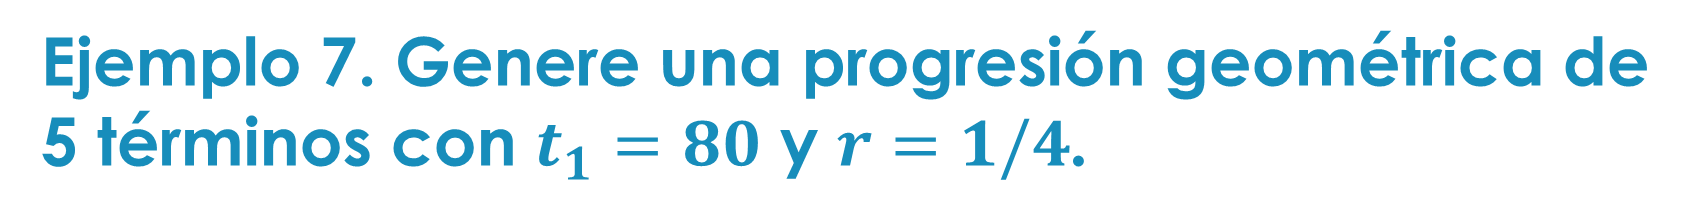 Ejemplo 7. Genere una progresión geométrica de
5 términos con t₁ = 80 y r = 1/4.